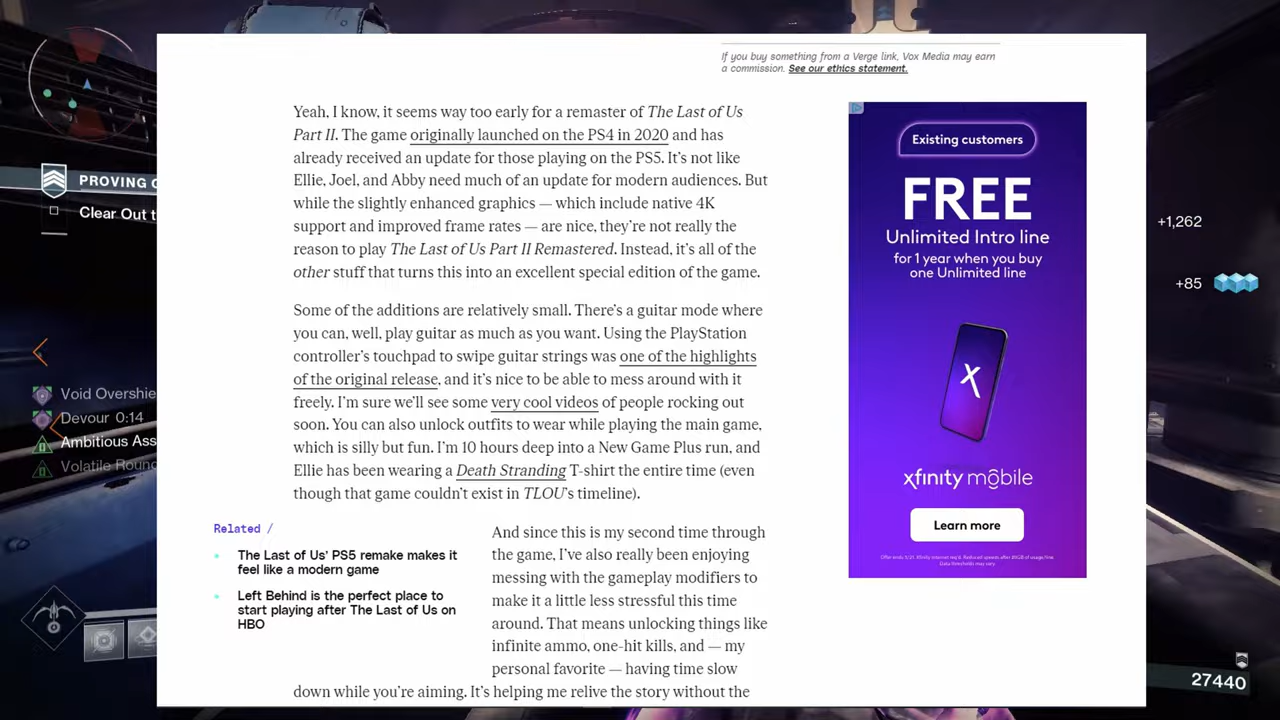 If you buy something from a Verge link, Vox Media may earn
a commission. See our ethics statement.
Yeah, I know, it seems way too early for a remaster of The Last of Us
Part II. The game originally launched on the PS4 in 2020 and has
already received an update for those playing on the PS5. It's not like
Ellie, Joel, and Abby need much of an update for modern audiences. But
while the slightly enhanced graphics — which include native 4K
support and improved frame rates — are nice, they're not really the
reason to play The Last of Us Part II Remastered. Instead, it's all of the
other stuff that turns this into an excellent special edition of the game.
Some of the additions are relatively small. There's a guitar mode where
you can, well, play guitar as much as you want. Using the PlayStation
controller's touchpad to swipe guitar strings was one of the highlights
of the original release, and it's nice to be able to mess around with it
freely. I'm sure we'll see some very cool videos of people rocking out
soon. You can also unlock outfits to wear while playing the main game,
which is silly but fun. I'm 10 hours deep into a New Game Plus run, and
Ellie has been wearing a Death Stranding T-shirt the entire time (even
though that game couldn't exist in TLOU's timeline).
Related /
The Last of Us' PS5 remake makes it
feel like a modern game
Left Behind is the perfect place to
start playing after The Last of Us on
HBO
And since this is my second time through
the game, I've also really been enjoying
messing with the gameplay modifiers to
make it a little less stressful this time
around. That means unlocking things like
infinite ammo, one-hit kills, and — my
personal favorite — having time slow
down while you're aiming. It's helping me relive the story without the
Existing customers
FREE
Unlimited Intro line
for 1 year when you buy
one Unlimited line
X
xfinity mobile
Learn more
PROVING
Clear Out t
Void Overshie
Devour 0:14
Ambitious Ass
Volatile Round
+1,262
+85
27440